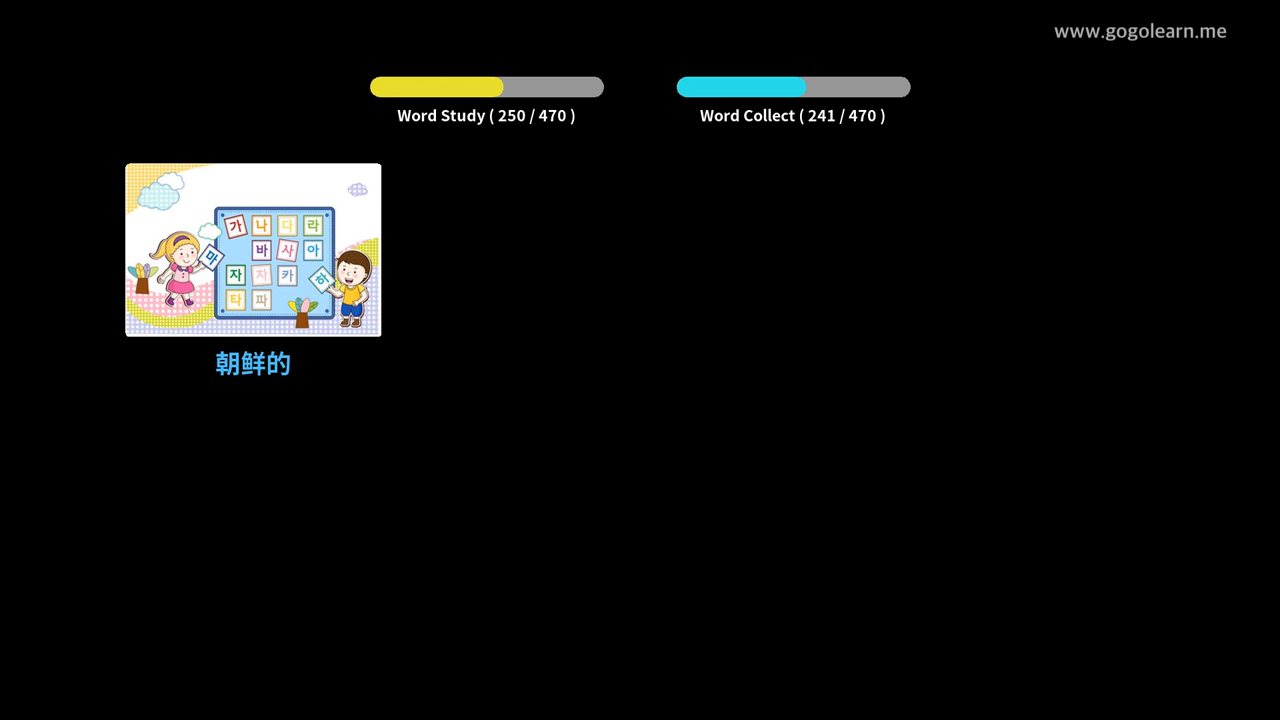 www.gogolearn.me
Word Study ( 250 / 470 )
Word Collect ( 241 / 470 )
가 나 다 라
마 바 사 아
자 차 카 하
타 파
朝鲜的